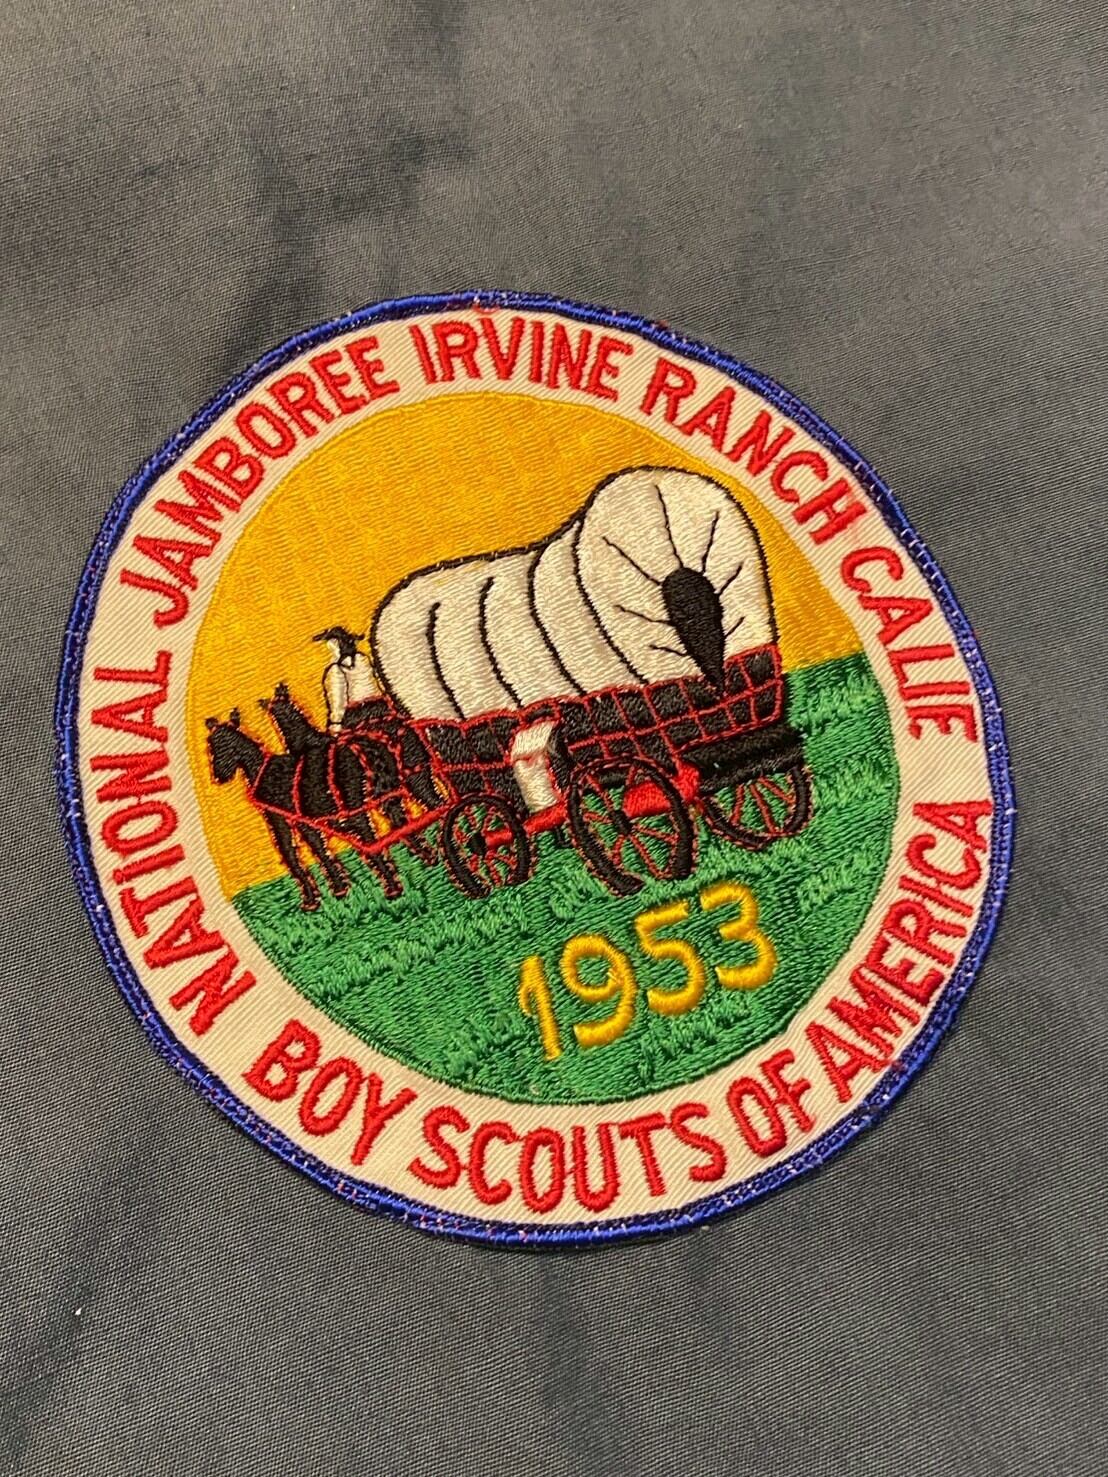 NATIONAL JAMBOREE IRVINE RANCH CALIF
1953
BOY SCOUTS OF AMERICA